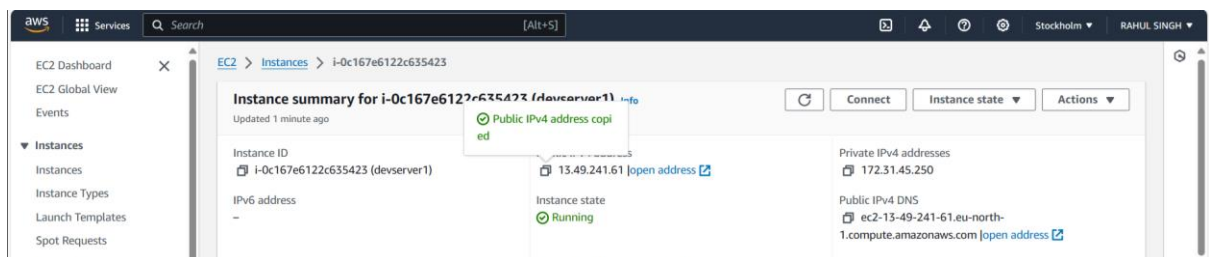 aws Services Search [Alt+S] Stockholm ▼ RAHUL SINGH ▼
EC2 Dashboard
EC2 Global View
Events
▼ Instances
Instances
Instance Types
Launch Templates
Spot Requests
EC2 > Instances > i-0c167e6122c635423
Instance summary for i-0c167e6122c635423 (devserver1) Info
Updated 1 minute ago
Connect Instance state ▼ Actions ▼
Public IPv4 address copi
ed
Instance ID
i-0c167e6122c635423 (devserver1)
13.49.241.61 |open address
Private IPv4 addresses
172.31.45.250
IPv6 address
–
Instance state
Running
Public IPv4 DNS
ec2-13-49-241-61.eu-north-
1.compute.amazonaws.com |open address